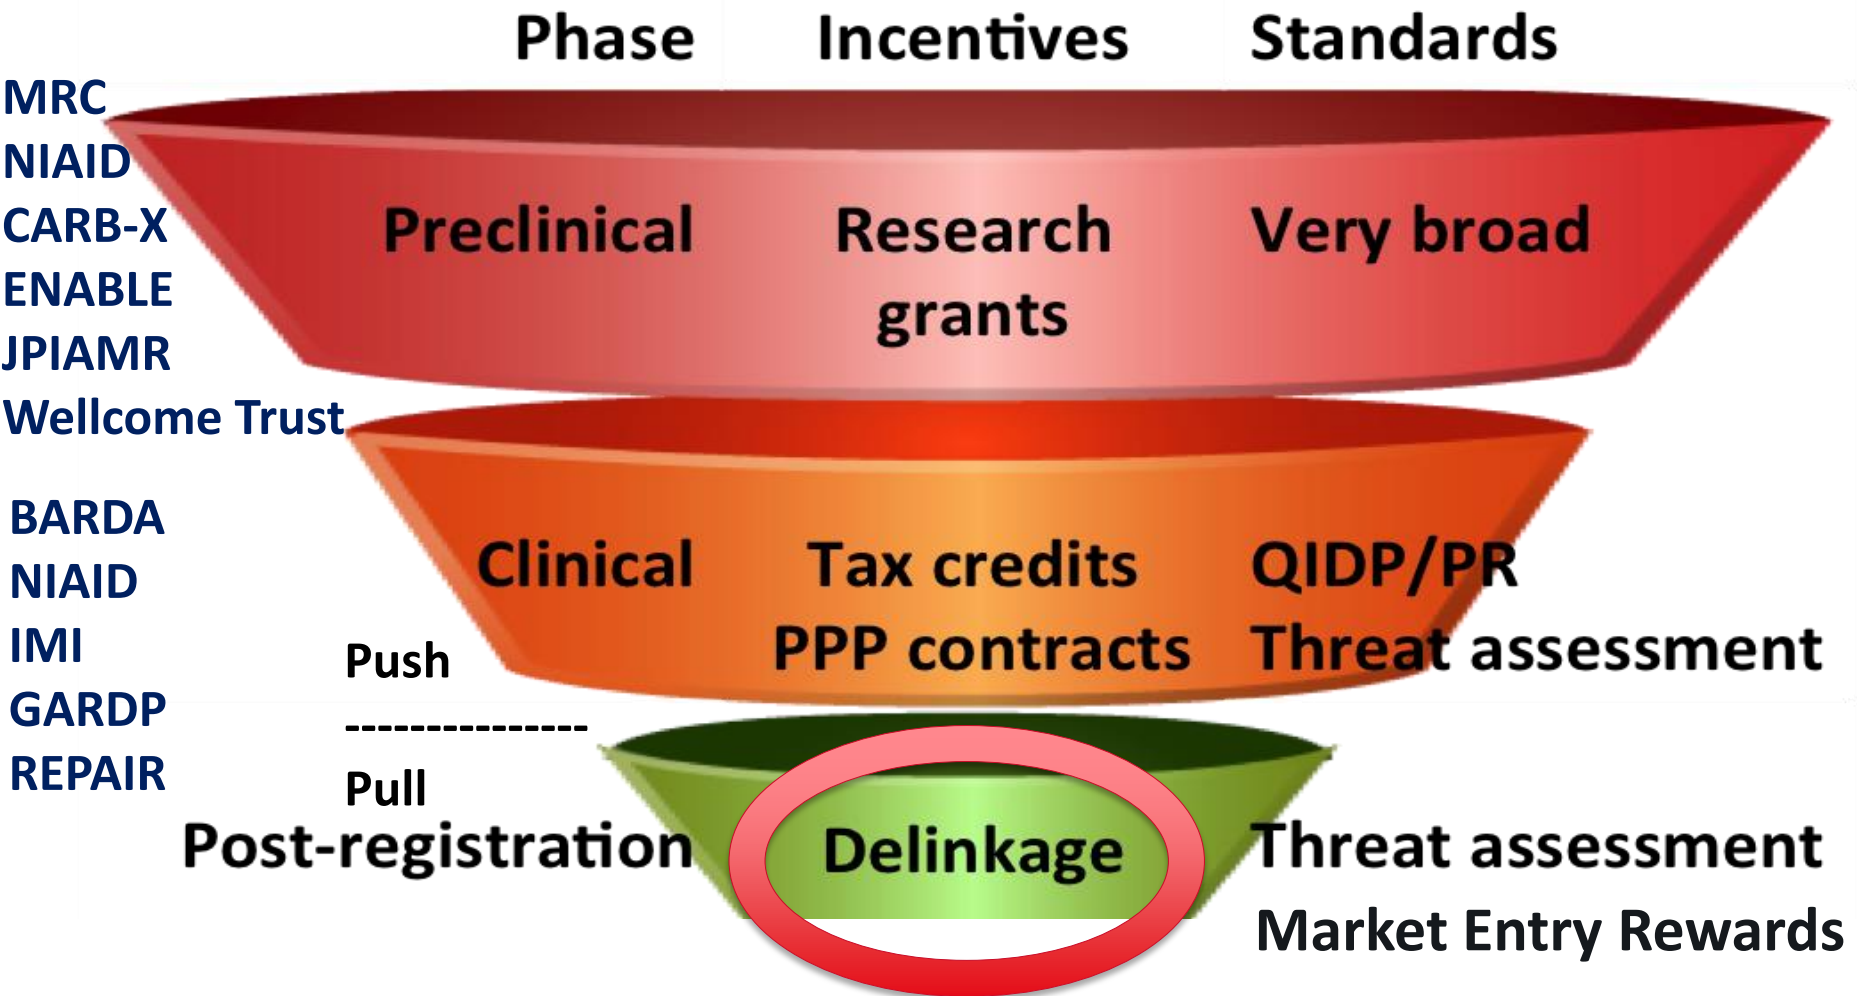 Phase Incentives Standards
MRC
NIAID
CARB-X
ENABLE
JPIAMR
Wellcome Trust
Preclinical Research Very broad
grants
BARDA
NIAID
IMI
GARDP
REPAIR
Clinical Tax credits QIDP/PR
PPP contracts Threat assessment
Push
---------------
Pull
Post-registration Delinkage Threat assessment
Market Entry Rewards